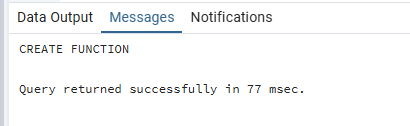 Data Output Messages Notifications
CREATE FUNCTION
Query returned successfully in 77 msec.